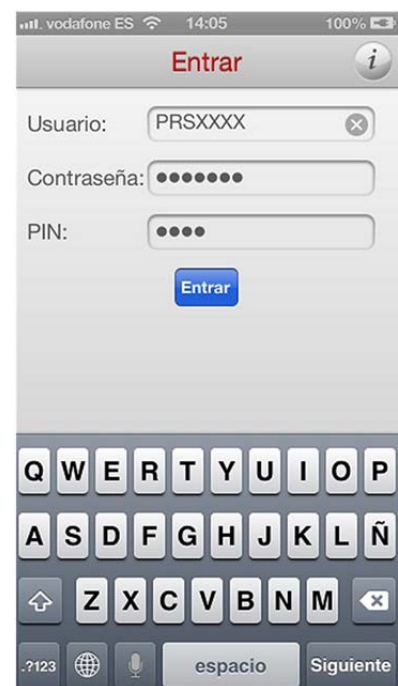 vodafone ES 14:05 100%
Entrar i
Usuario: PRSXXXX
Contraseña: •••••••
PIN: ••••
Entrar
Q W E R T Y U I O P
A S D F G H J K L Ñ
Z X C V B N M
.?123 espacio Siguiente